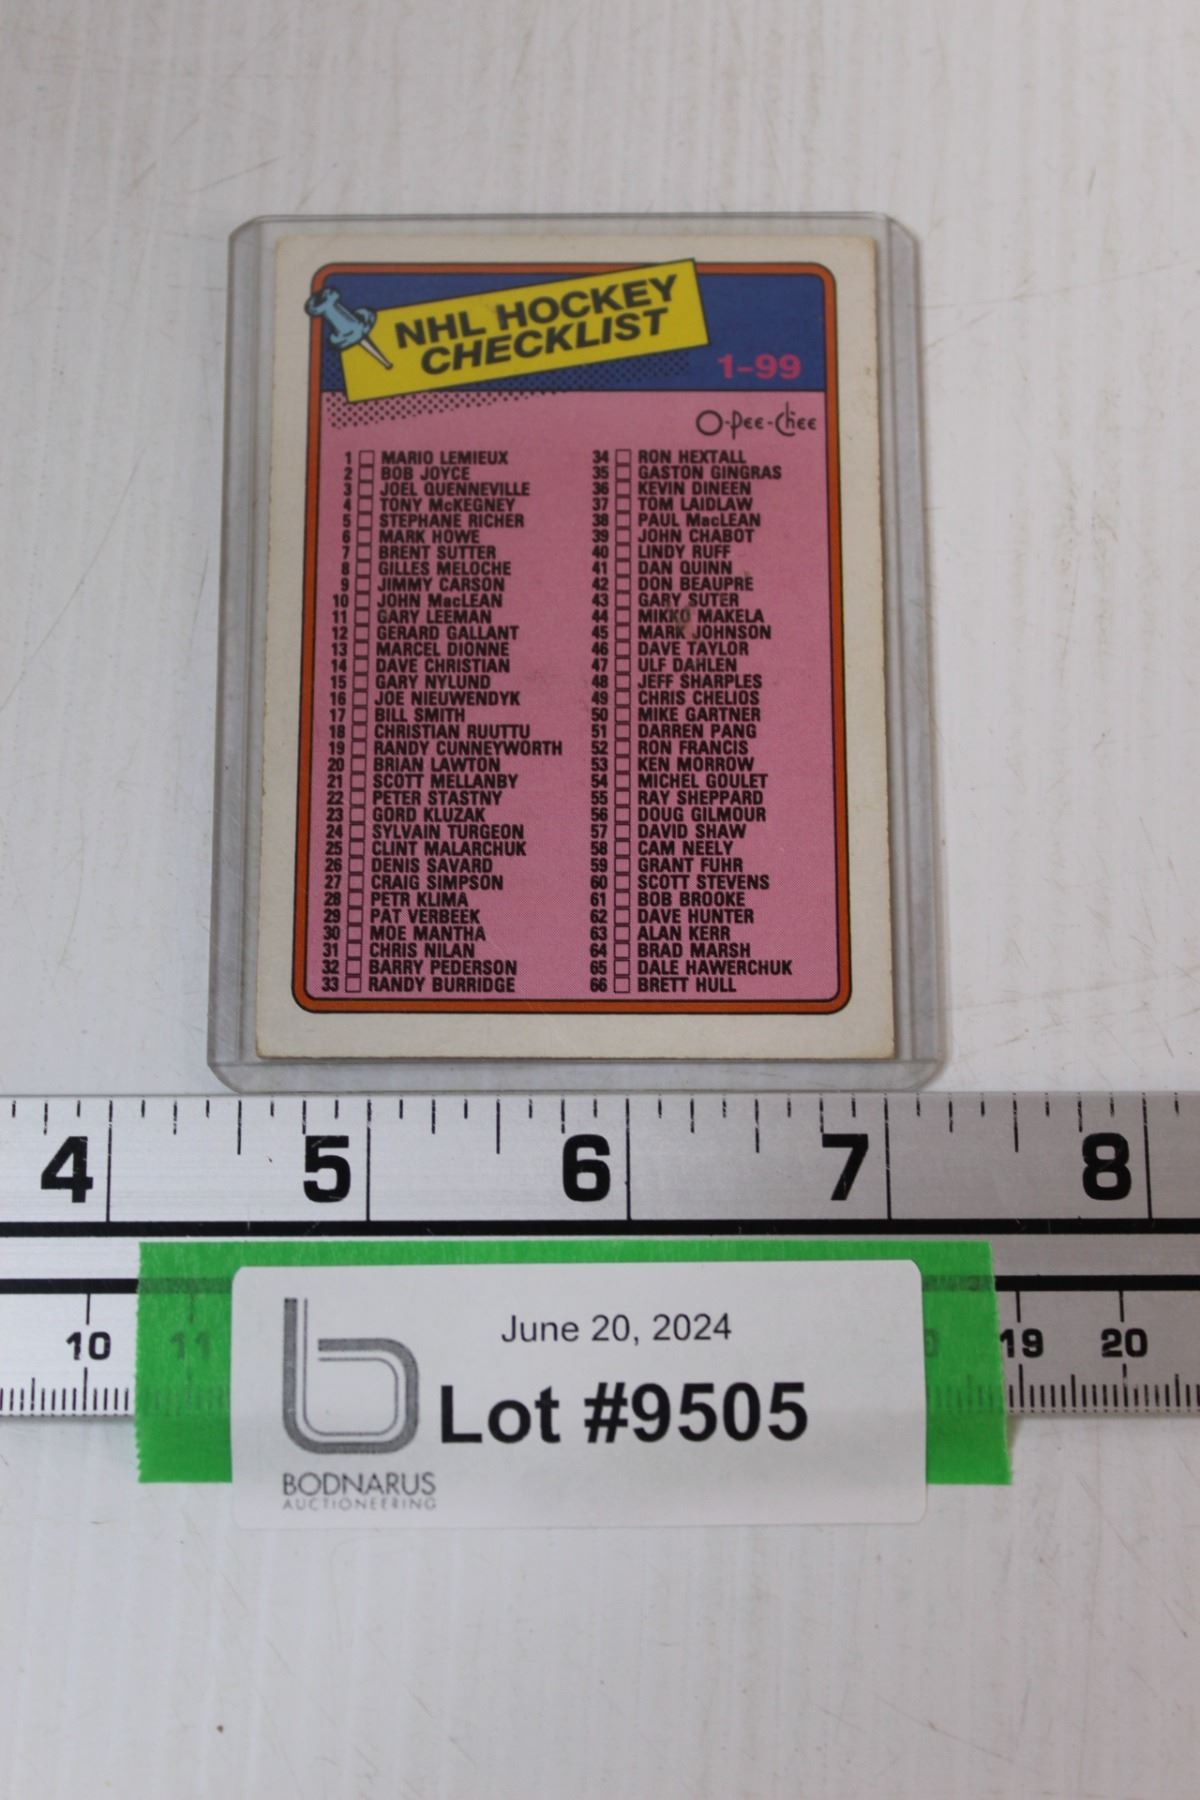 NHL HOCKEY
CHECKLIST
1-99
O-Pee-Chee
1 MARIO LEMIEUX
2 BOB JOYCE
3 JOEL QUENNEVILLE
4 TONY McKEGNEY
5 STEPHANE RICHER
6 MARK HOWE
7 BRENT SUTTER
8 GILLES MELOCHE
9 JIMMY CARSON
10 JOHN MacLEAN
11 GARY LEEMAN
12 GERARD GALLANT
13 MARCEL DIONNE
14 DAVE CHRISTIAN
15 GARY NYLUND
16 JOE NIEUWENDYK
17 BILL SMITH
18 CHRISTIAN RUUTTU
19 RANDY CUNNEYWORTH
20 BRIAN LAWTON
21 SCOTT MELLANBY
22 PETER STASTNY
23 GORD KLUZAK
24 SYLVAIN TURGEON
25 CLINT MALARCHUK
26 DENIS SAVARD
27 CRAIG SIMPSON
28 PETR KLIMA
29 PAT VERBEEK
30 MOE MANTHA
31 CHRIS NILAN
32 BARRY PEDERSON
33 RANDY BURRIDGE
34 RON HEXTALL
35 GASTON GINGRAS
36 KEVIN DINEEN
37 TOM LAIDLAW
38 PAUL MacLEAN
39 JOHN CHABOT
40 LINDY RUFF
41 DAN QUINN
42 DON BEAUPRE
43 GARY SUTER
44 MIKKO MAKELA
45 MARK JOHNSON
46 DAVE TAYLOR
47 ULF DAHLEN
48 JEFF SHARPLES
49 CHRIS CHELIOS
50 MIKE GARTNER
51 DARREN PANG
52 RON FRANCIS
53 KEN MORROW
54 MICHEL GOULET
55 RAY SHEPPARD
56 DOUG GILMOUR
57 DAVID SHAW
58 CAM NEELY
59 GRANT FUHR
60 SCOTT STEVENS
61 BOB BROOKE
62 DAVE HUNTER
63 ALAN KERR
64 BRAD MARSH
65 DALE HAWERCHUK
66 BRETT HULL
4 5 6 7 8
10 11 19 20
June 20, 2024
Lot #9505
BODNARUS
AUCTIONEERING